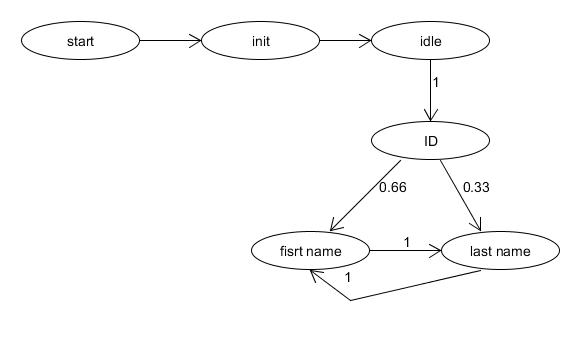 start
init
idle
1
ID
0.66
0.33
fisrt name
1
last name
1